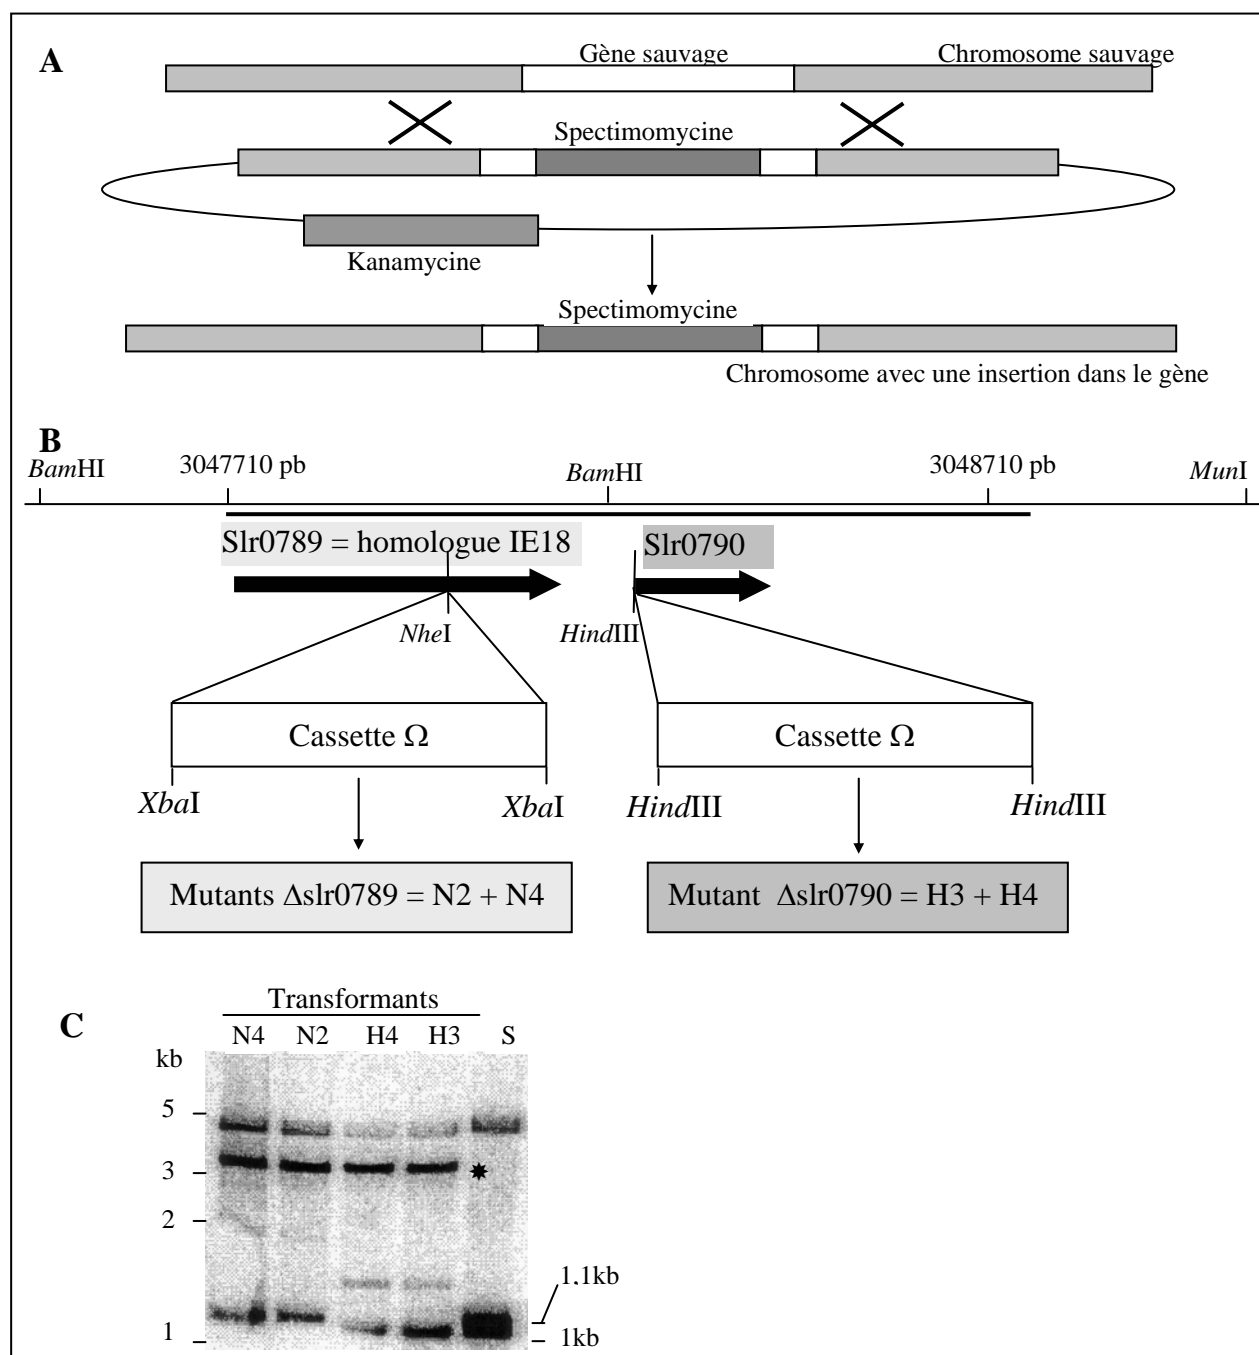 A
Gène sauvage
Chromosome sauvage
Spectimomycine
Kanamycine
Spectimomycine
Chromosome avec une insertion dans le gène
B
BamHI
3047710 pb
BamHI
3048710 pb
MunI
Slr0789 = homologue IE18
Slr0790
NheI
HindIII
Cassette Ω
Cassette Ω
XbaI
XbaI
HindIII
HindIII
Mutants Δslr0789 = N2 + N4
Mutant Δslr0790 = H3 + H4
C
Transformants
N4 N2 H4 H3 S
kb
5
3
2
1,1kb
1
1kb